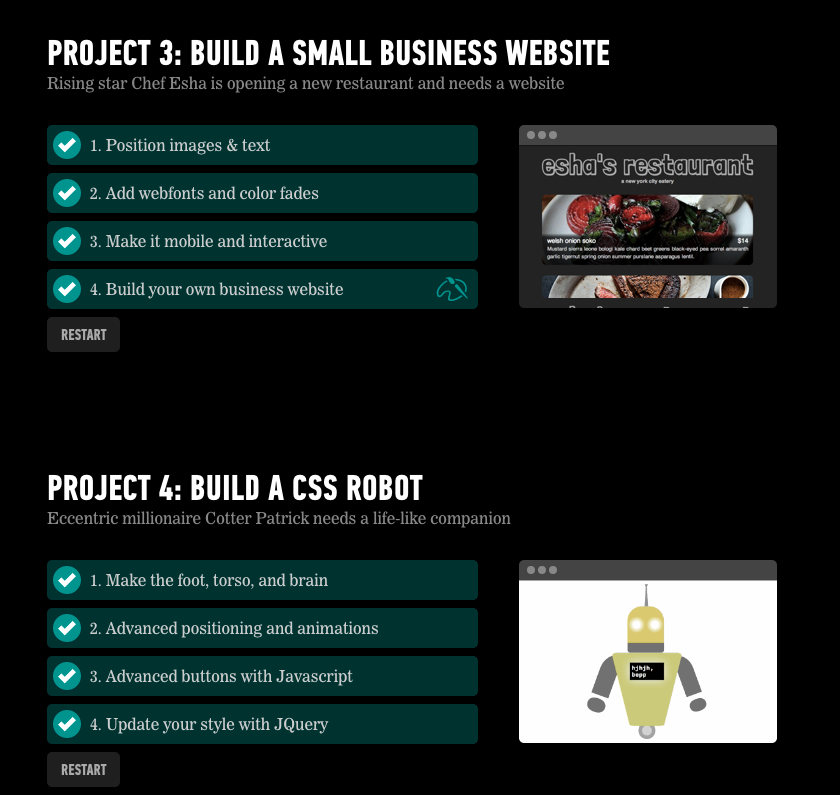 PROJECT 3: BUILD A SMALL BUSINESS WEBSITE
Rising star Chef Esha is opening a new restaurant and needs a website
1. Position images & text
2. Add webfonts and color fades
3. Make it mobile and interactive
4. Build your own business website
RESTART
esha's restaurant
a new york city eatery
welsh onion soko $14
Mustard sierra leone bologi kale chard beet greens black-eyed pea sorrel amaranth
garlic tigernut spring onion summer purslane asparagus lentil.
PROJECT 4: BUILD A CSS ROBOT
Eccentric millionaire Cotter Patrick needs a life-like companion
1. Make the foot, torso, and brain
2. Advanced positioning and animations
3. Advanced buttons with Javascript
4. Update your style with JQuery
RESTART
hjhjh,
bepp